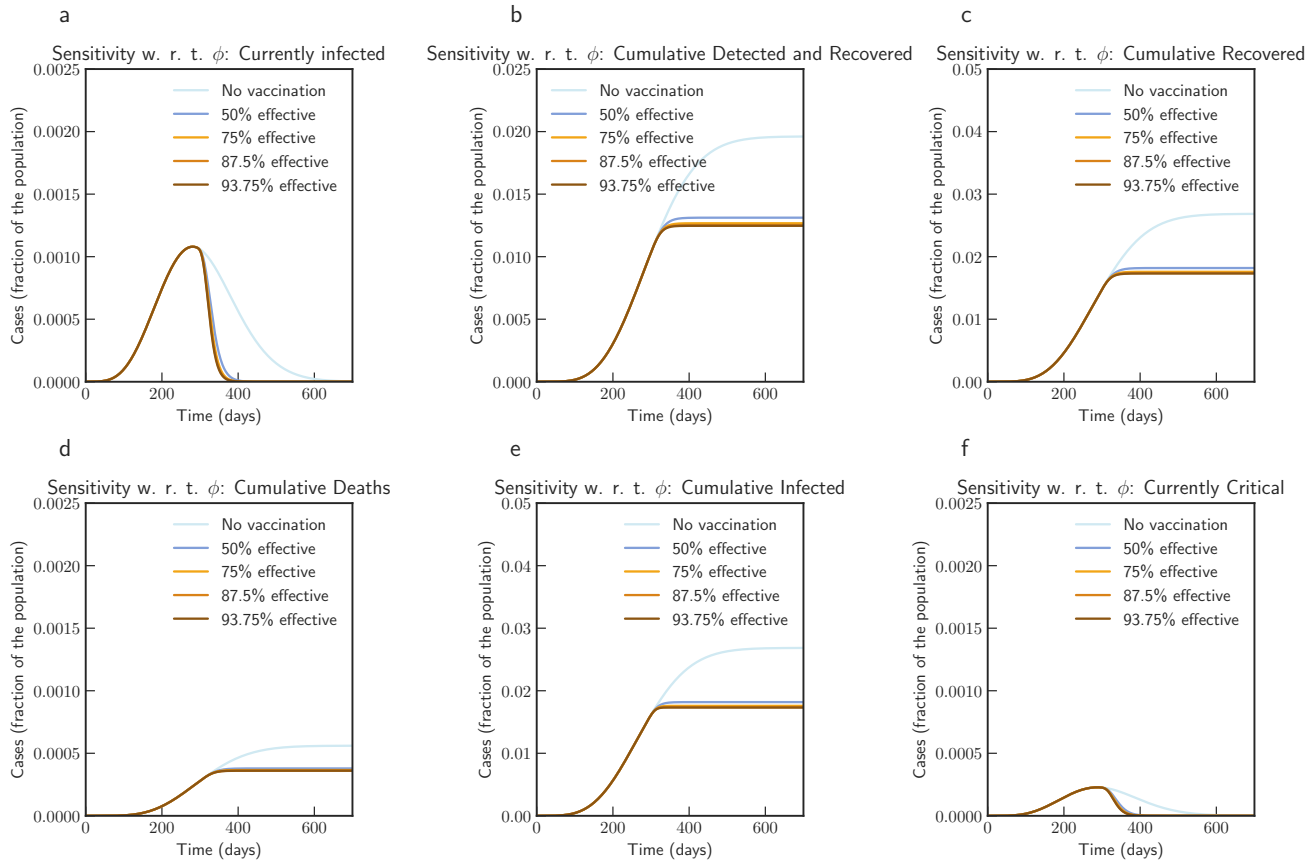 a
Sensitivity w. r. t. ϕ: Currently infected
Cases (fraction of the population)
0.0025
0.0020
0.0015
0.0010
0.0005
0.0000
No vaccination
50% effective
75% effective
87.5% effective
93.75% effective
0
200
400
600
Time (days)
b
Sensitivity w. r. t. ϕ: Cumulative Detected and Recovered
Cases (fraction of the population)
0.025
0.020
0.015
0.010
0.005
0.000
No vaccination
50% effective
75% effective
87.5% effective
93.75% effective
0
200
400
600
Time (days)
c
Sensitivity w. r. t. ϕ: Cumulative Recovered
Cases (fraction of the population)
0.05
0.04
0.03
0.02
0.01
0.00
No vaccination
50% effective
75% effective
87.5% effective
93.75% effective
0
200
400
600
Time (days)
d
Sensitivity w. r. t. ϕ: Cumulative Deaths
Cases (fraction of the population)
0.0025
0.0020
0.0015
0.0010
0.0005
0.0000
No vaccination
50% effective
75% effective
87.5% effective
93.75% effective
0
200
400
600
Time (days)
e
Sensitivity w. r. t. ϕ: Cumulative Infected
Cases (fraction of the population)
0.05
0.04
0.03
0.02
0.01
0.00
No vaccination
50% effective
75% effective
87.5% effective
93.75% effective
0
200
400
600
Time (days)
f
Sensitivity w. r. t. ϕ: Currently Critical
Cases (fraction of the population)
0.0025
0.0020
0.0015
0.0010
0.0005
0.0000
No vaccination
50% effective
75% effective
87.5% effective
93.75% effective
0
200
400
600
Time (days)